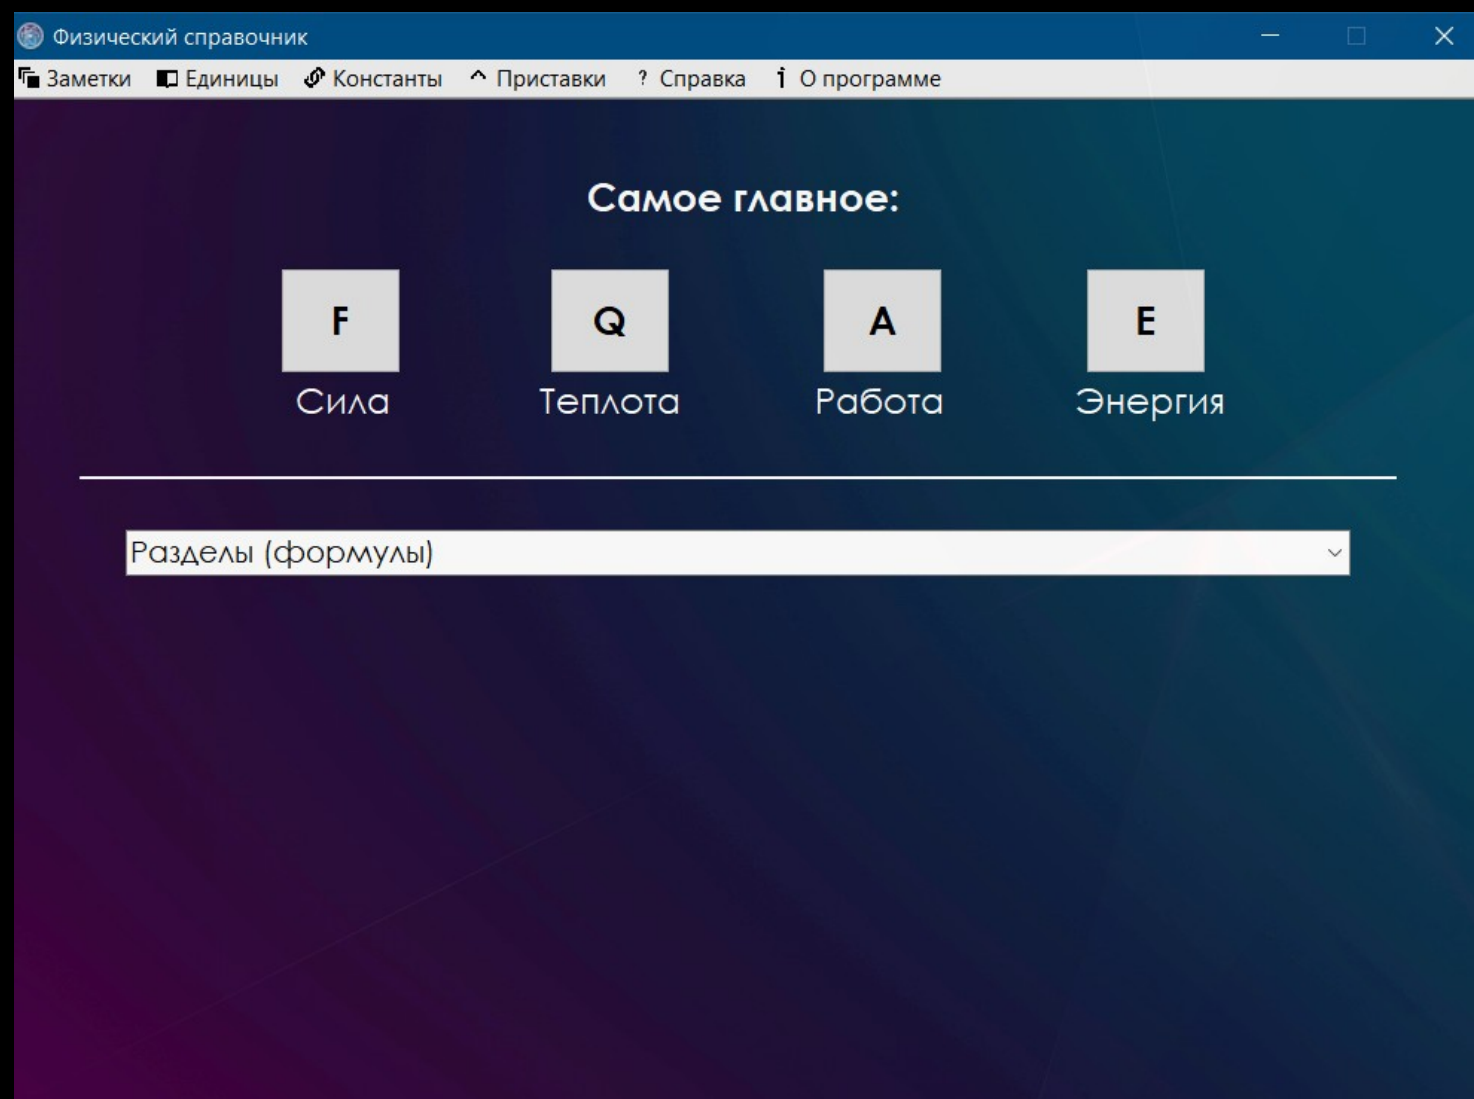 Физический справочник
Заметки Единицы Константы Приставки ? Справка i О программе
Самое главное:
F Q A E
Сила Теплота Работа Энергия
Разделы (формулы)